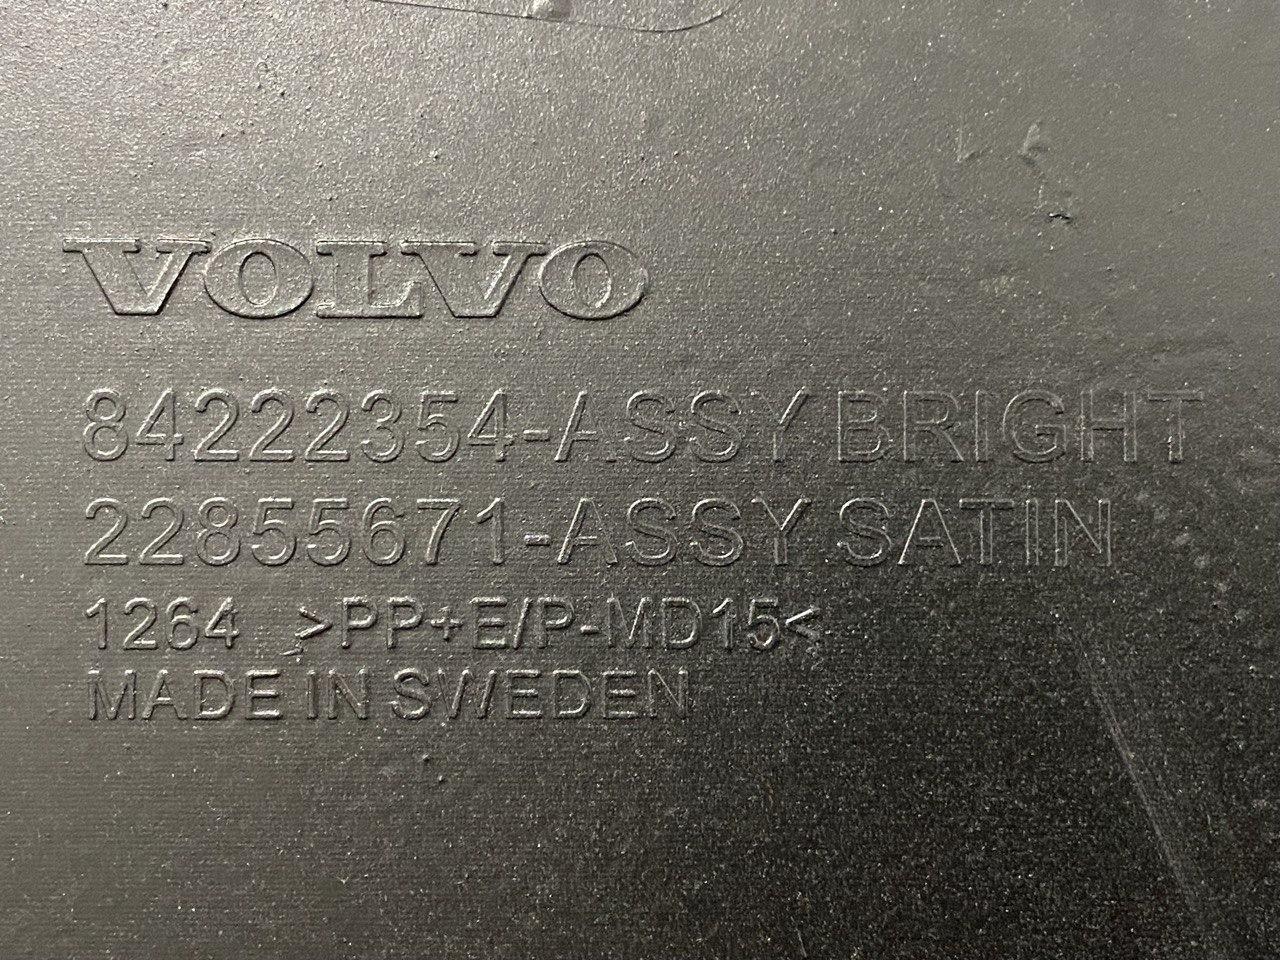 VOLVO
84222354-ASSY BRIGHT
22855671-ASSY SATIN
1264 >PP+E/P-MD15<
MADE IN SWEDEN